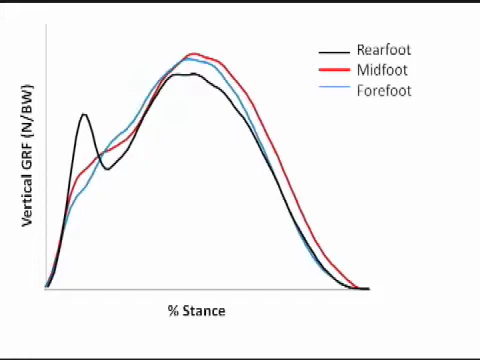 Rearfoot
Midfoot
Forefoot
Vertical GRF (N/BW)
% Stance